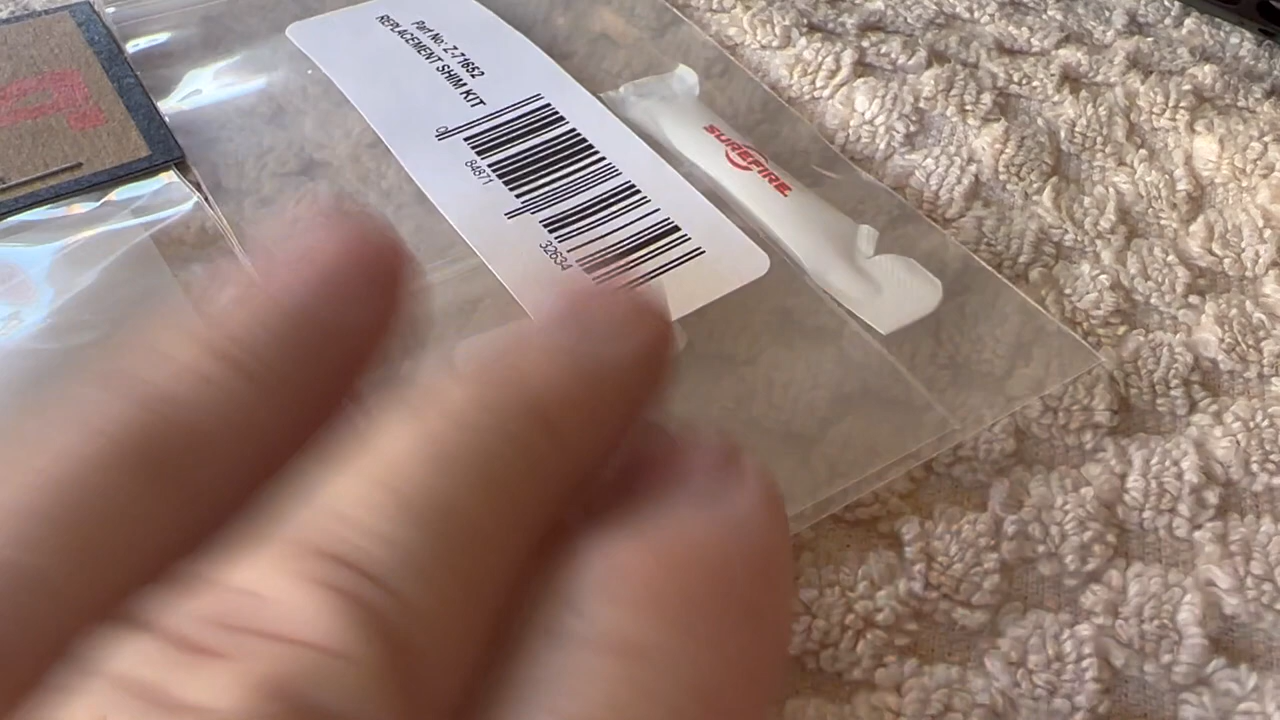 Part No: Z-71652
REPLACEMENT SHIM KIT
0
84871
32634
SUREFIRE